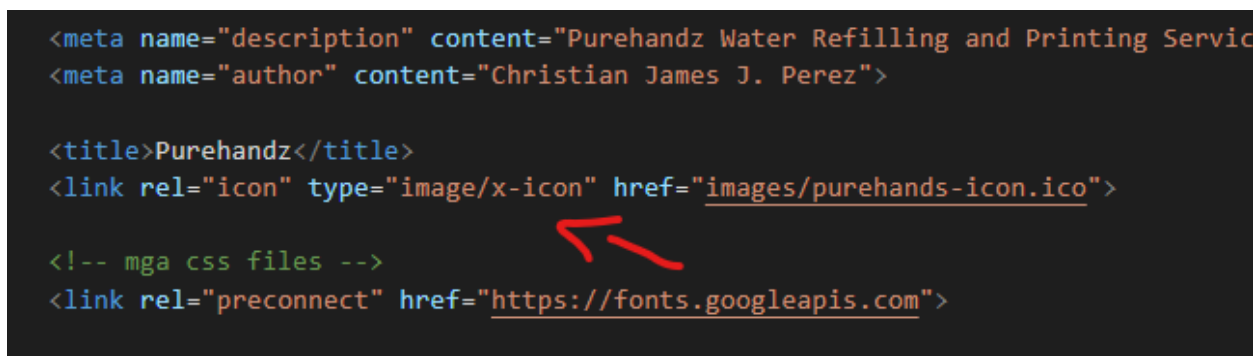 <meta name="description" content="Purehandz Water Refilling and Printing Servic
<meta name="author" content="Christian James J. Perez">
<title>Purehandz</title>
<link rel="icon" type="image/x-icon" href="images/purehands-icon.ico">
<!-- mga css files -->
<link rel="preconnect" href="https://fonts.googleapis.com">